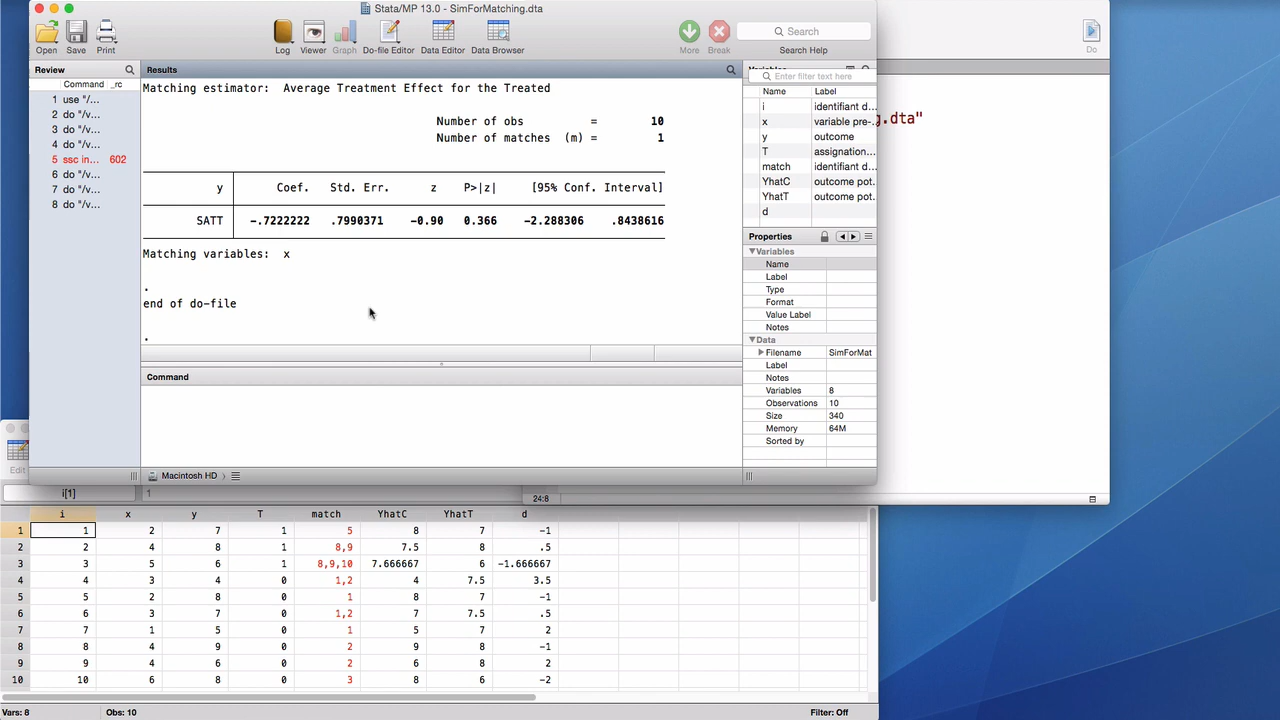 Stata/MP 13.0 - SimForMatching.dta
Open Save Print Log Viewer Graph Do-file Editor Data Editor Data Browser More Break Search Search Help Do
Review
Command _rc
1 use "/...
2 do "/v...
3 do "/v...
4 do "/v...
5 ssc in... 602
6 do "/v...
7 do "/v...
8 do "/v...
Results
Matching estimator: Average Treatment Effect for the Treated
Number of obs = 10
Number of matches (m) = 1
y Coef. Std. Err. z P>|z| [95% Conf. Interval]
SATT -.7222222 .7990371 -0.90 0.366 -2.288306 .8438616
Matching variables: x
.
end of do-file
.
Command
Macintosh HD
Enter filter text here
Name Label
i identifiant d...
x variable pre-...
y outcome
T assignation...
match identifiant d...
YhatC outcome pot...
YhatT outcome pot...
d
Properties
Variables
Name
Label
Type
Format
Value Label
Notes
Data
Filename SimForMat
Label
Notes
Variables 8
Observations 10
Size 340
Memory 64M
Sorted by
g.dta"
24:8
Edit
i[1] 1
i x y T match YhatC YhatT d
1 1 2 7 1 5 8 7 -1
2 2 4 8 1 8,9 7.5 8 .5
3 3 5 6 1 8,9,10 7.666667 6 -1.666667
4 4 3 4 0 1,2 4 7.5 3.5
5 5 2 8 0 1 8 7 -1
6 6 3 7 0 1,2 7 7.5 .5
7 7 1 5 0 1 5 7 2
8 8 4 9 0 2 9 8 -1
9 9 4 6 0 2 6 8 2
10 10 6 8 0 3 8 6 -2
Vars: 8 Obs: 10 Filter: Off